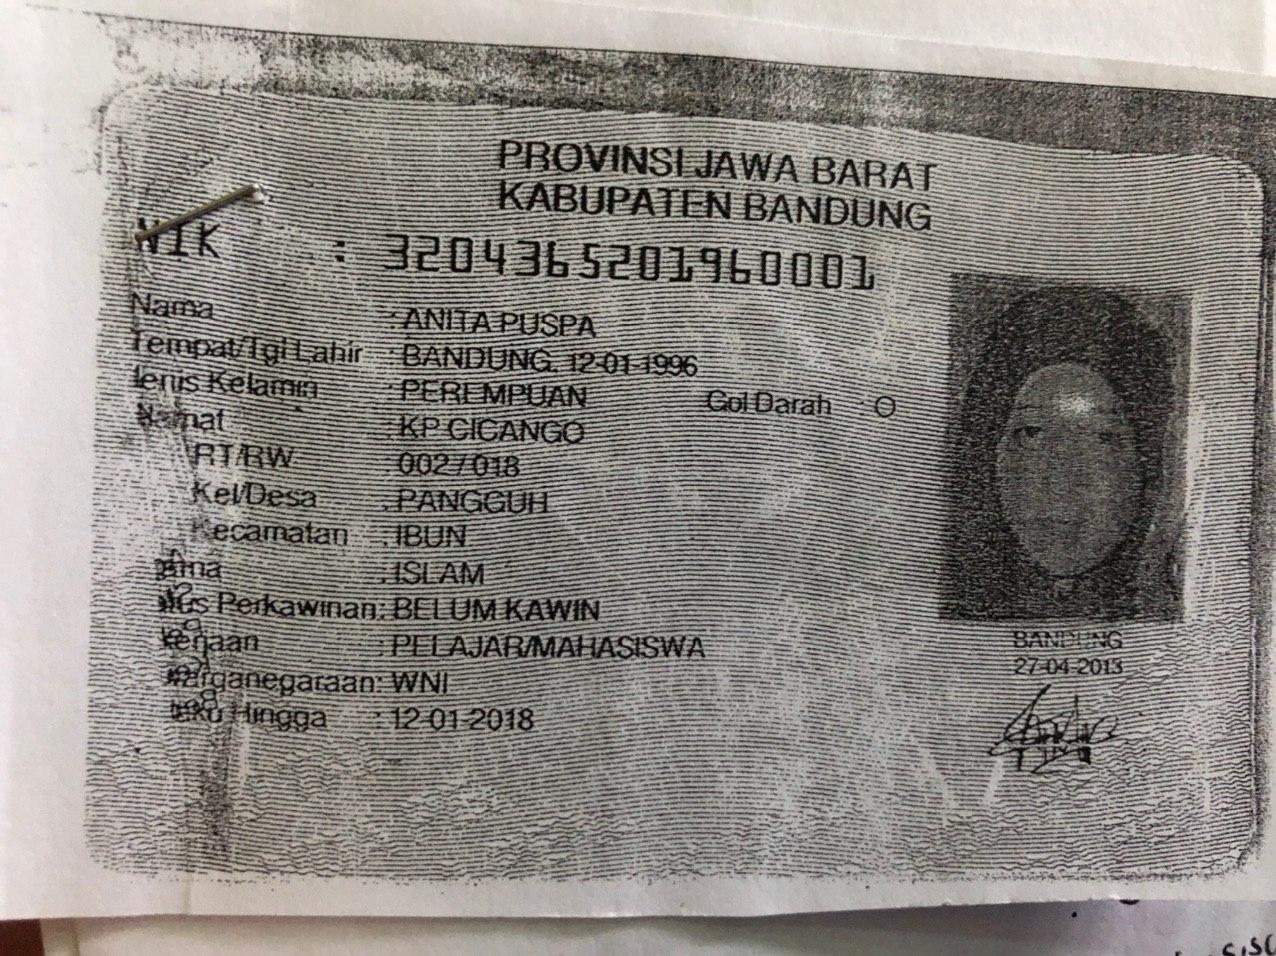 PROVINSI JAWA BARAT
KABUPATEN BANDUNG
NIK : 3204365201960001
Nama : ANITA PUSPA
Tempat/Tgl Lahir : BANDUNG, 12-01-1996
Jenis Kelamin : PEREMPUAN Gol Darah : O
Alamat : KP CICANGO
RT/RW : 002 / 018
Kel/Desa : PANGGUH
Kecamatan : IBUN
Agama : ISLAM
Status Perkawinan: BELUM KAWIN
Pekerjaan : PELAJAR/MAHASISWA
Kewarganegaraan: WNI
Berlaku Hingga : 12-01-2018
BANDUNG
27-04-2013